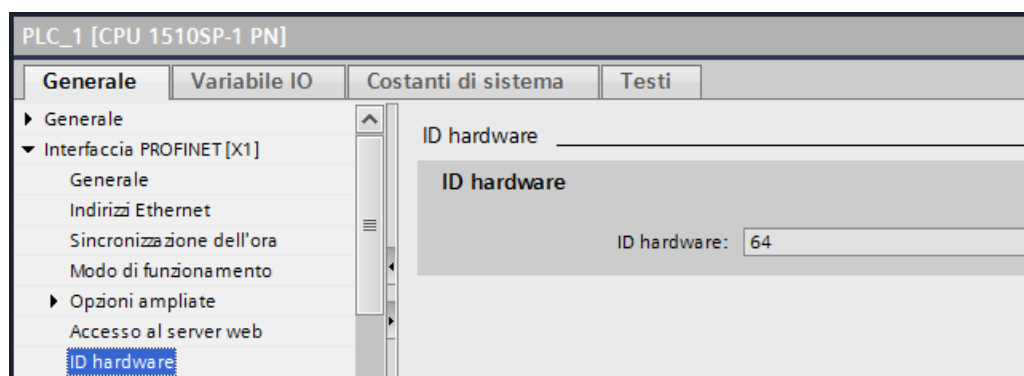 PLC_1 [CPU 1510SP-1 PN]
Generale Variabile IO Costanti di sistema Testi
Generale
Interfaccia PROFINET [X1]
Generale
Indirizzi Ethernet
Sincronizzazione dell'ora
Modo di funzionamento
Opzioni ampliate
Accesso al server web
ID hardware
ID hardware
ID hardware
ID hardware: 64